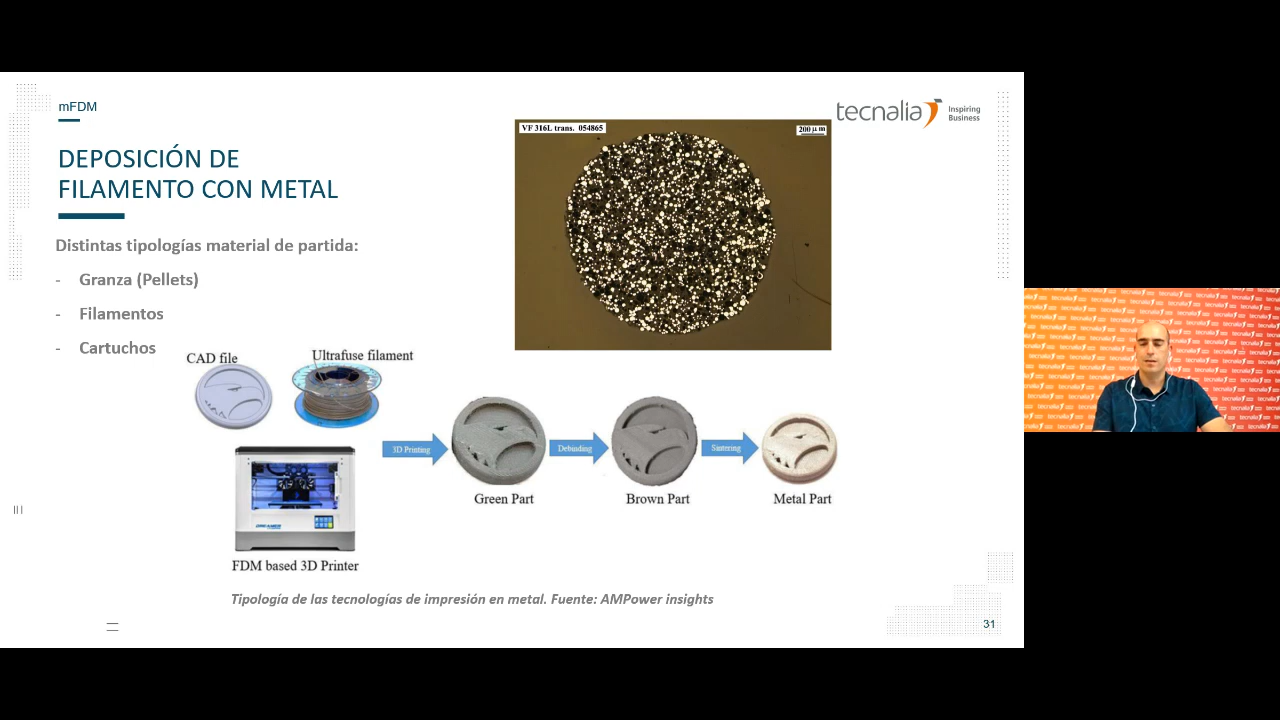 mFDM
tecnalia Inspiring
Business
DEPOSICIÓN DE
FILAMENTO CON METAL
VF 316L trans. 054865
200 µm
Distintas tipologías material de partida:
- Granza (Pellets)
- Filamentos
- Cartuchos
CAD file
Ultrafuse filament
3D Printing
Debinding
Sintering
Green Part
Brown Part
Metal Part
FDM based 3D Printer
Tipología de las tecnologías de impresión en metal. Fuente: AMPower insights
31